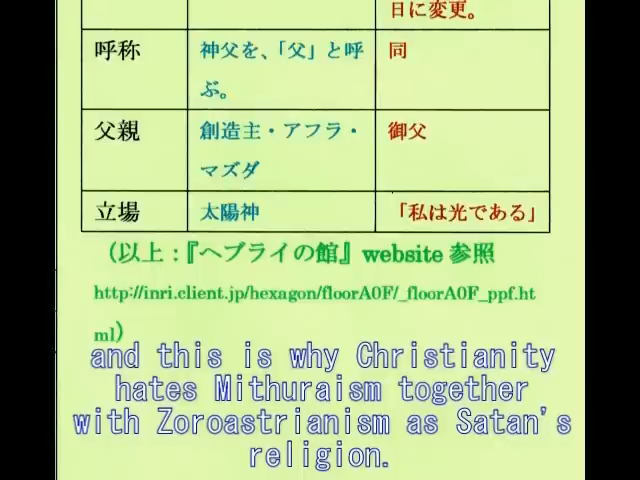 日に変更。
呼称 神父を、「父」と呼 同
ぶ。
父親 創造主・アフラ・ 御父
マズダ
立場 太陽神 「私は光である」
（以上：『ヘブライの館』website 参照
http://inri.client.jp/hexagon/floorA0F/_floorA0F_ppf.ht
ml）
and this is why Christianity
hates Mithuraism together
with Zoroastrianism as Satan's
religion.